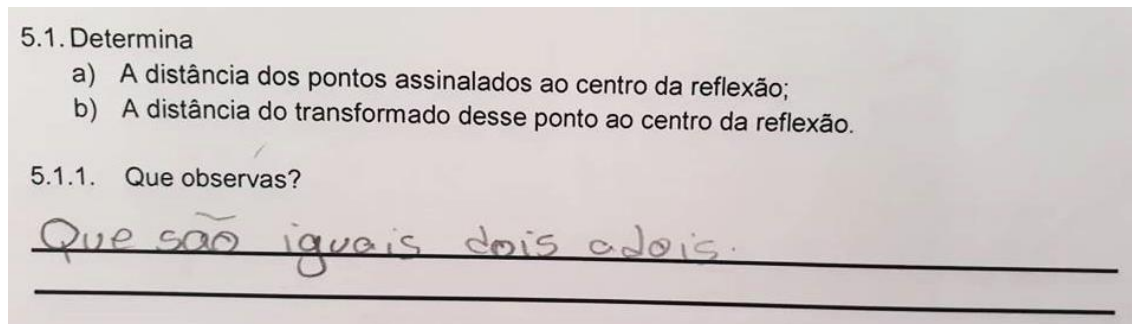 5.1. Determina
a) A distância dos pontos assinalados ao centro da reflexão;
b) A distância do transformado desse ponto ao centro da reflexão.
5.1.1. Que observas?
Que são iguais dois a dois.